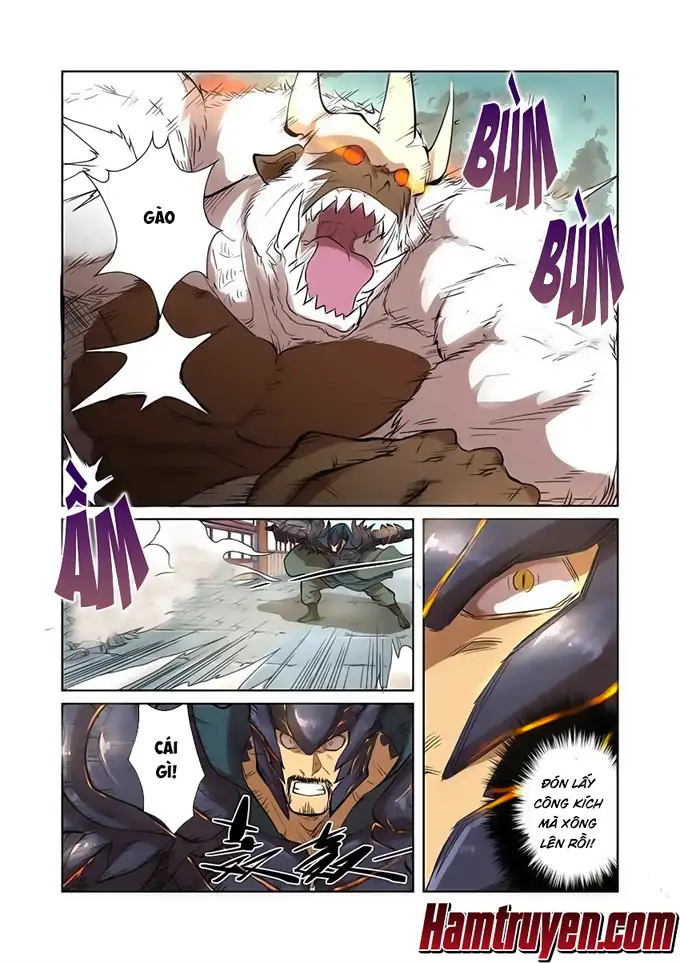 GÀO
BÙM
BÙM
ẦM
CÁI
GÌ!
ĐÓN LẤY
CÔNG KÍCH
MÀ XÔNG
LÊN RỒI!
Hamtruyen.com